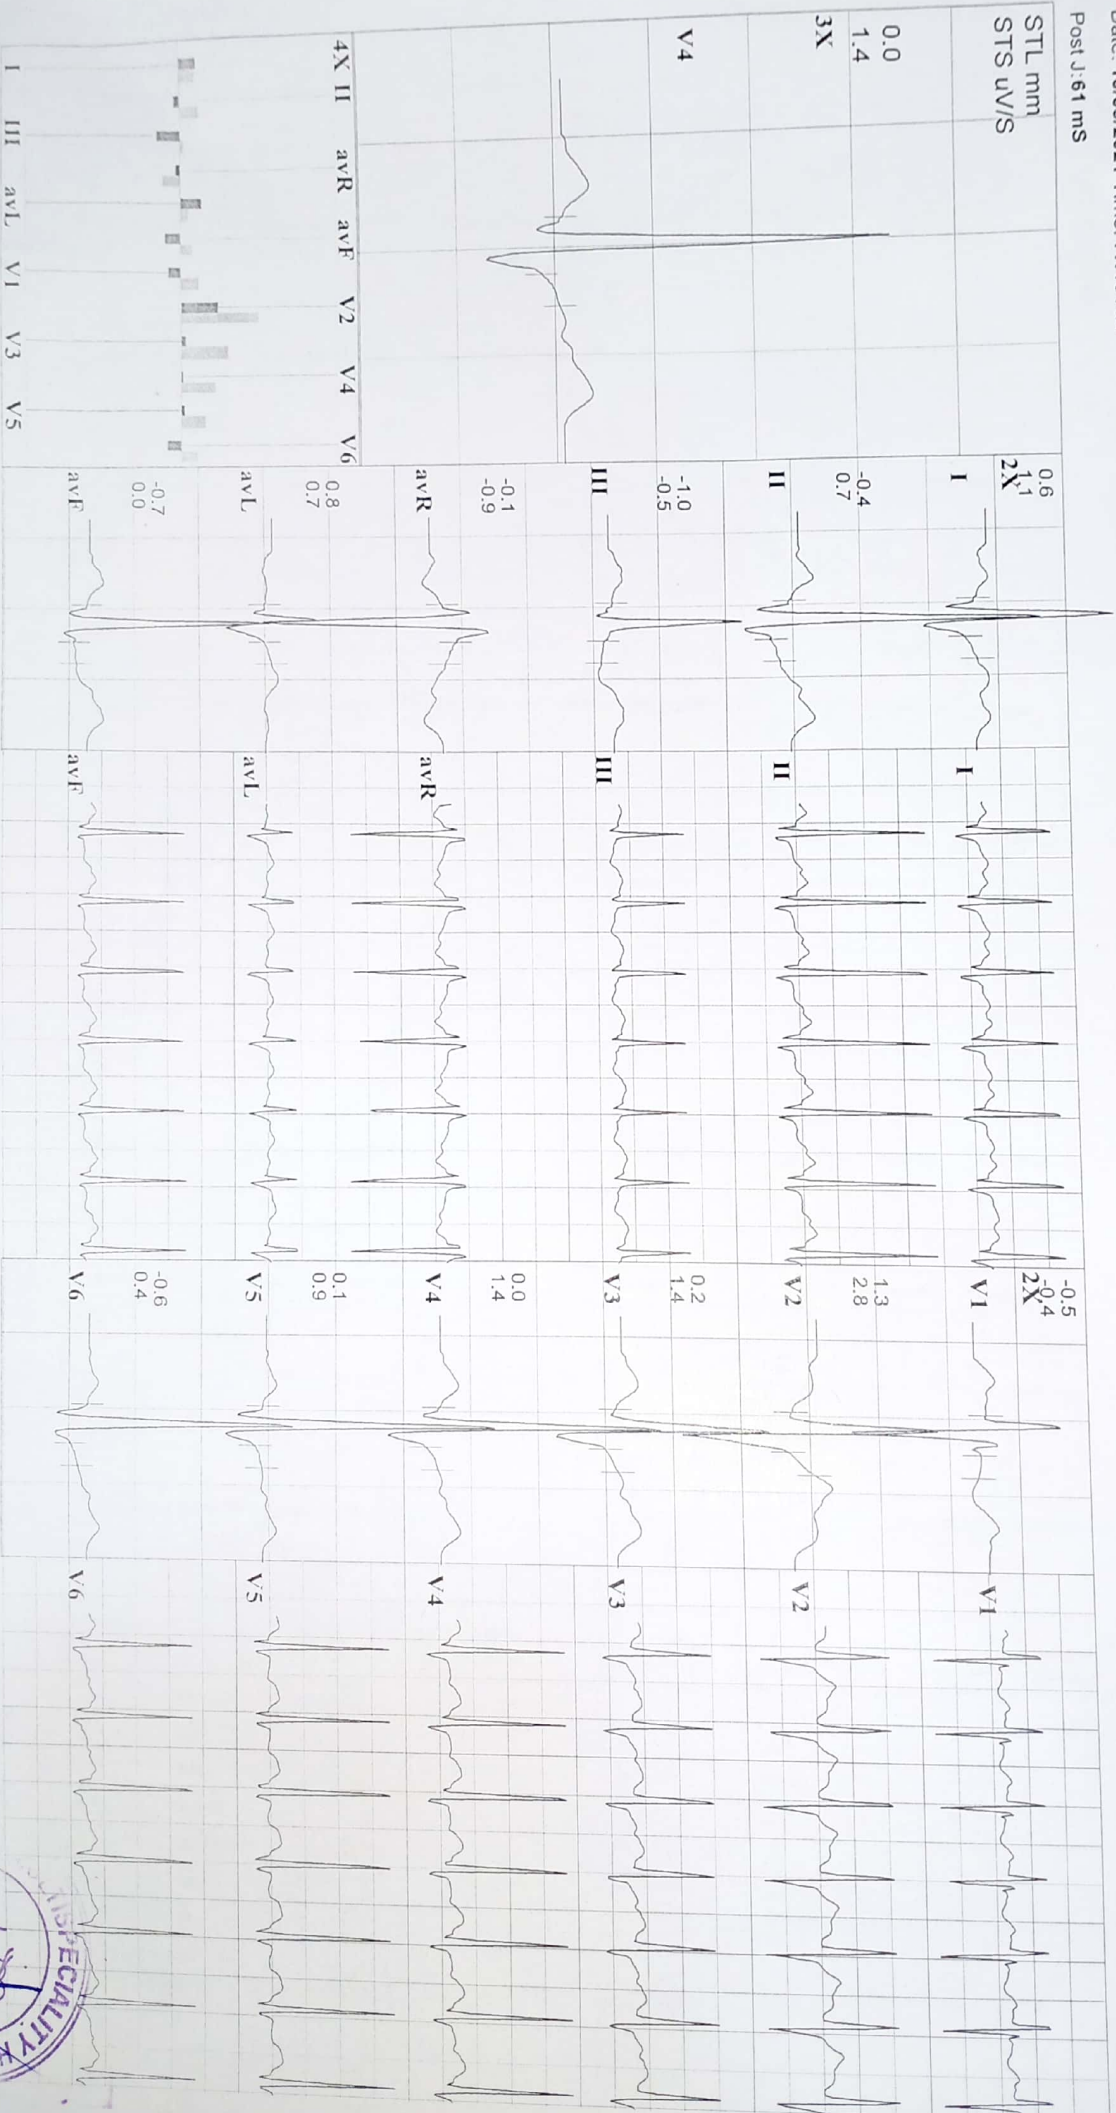 Post J:61 mS
STL mm
STS uV/S
0.0
1.4
3X
V4
4X II avR avF V2 V4 V6
I III avL V1 V3 V5
0.6
1.1
2X
I
-0.4
0.7
II
-1.0
-0.5
III
-0.1
-0.9
avR
0.8
0.7
avL
-0.7
0.0
avF
I
II
III
avR
avL
avF
-0.5
-0.4
2X
V1
1.3
2.8
V2
0.2
1.4
V3
0.0
1.4
V4
0.1
0.9
V5
-0.6
0.4
V6
V1
V2
V3
V4
V5
V6